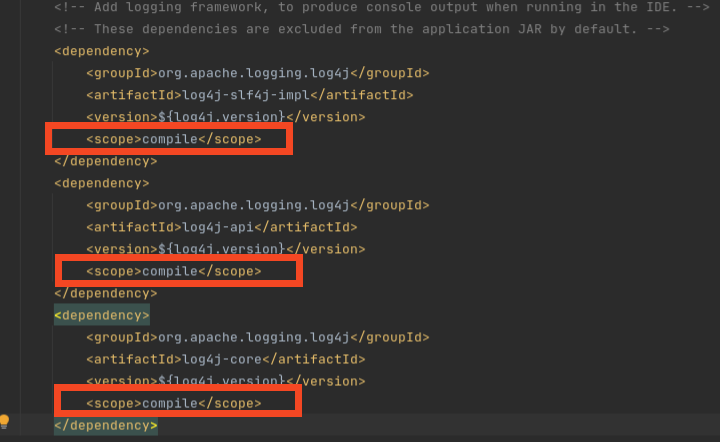 <!-- Add logging framework, to produce console output when running in the IDE. -->
<!-- These dependencies are excluded from the application JAR by default. -->
<dependency>
<groupId>org.apache.logging.log4j</groupId>
<artifactId>log4j-slf4j-impl</artifactId>
<version>${log4j.version}</version>
<scope>compile</scope>
</dependency>
<dependency>
<groupId>org.apache.logging.log4j</groupId>
<artifactId>log4j-api</artifactId>
<version>${log4j.version}</version>
<scope>compile</scope>
</dependency>
<dependency>
<groupId>org.apache.logging.log4j</groupId>
<artifactId>log4j-core</artifactId>
<version>${log4j.version}</version>
<scope>compile</scope>
</dependency>